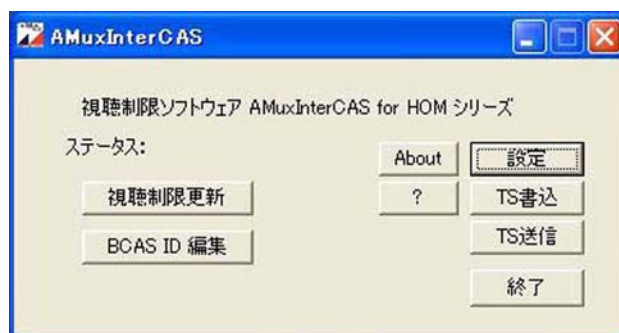 AMuxInterCAS
視聴制限ソフトウェア AMuxInterCAS for HOM シリーズ
ステータス:
About
設定
視聴制限更新
?
TS書込
BCAS ID 編集
TS送信
終了